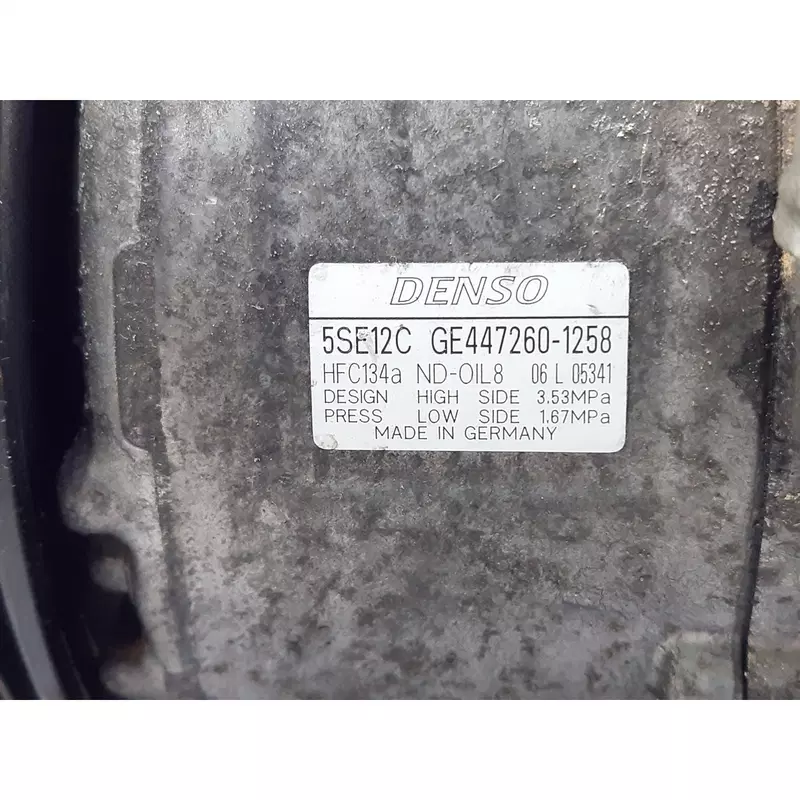 DENSO
5SE12C GE447260-1258
HFC134a ND-OIL8 06 L 05341
DESIGN HIGH SIDE 3.53MPa
PRESS LOW SIDE 1.67MPa
MADE IN GERMANY